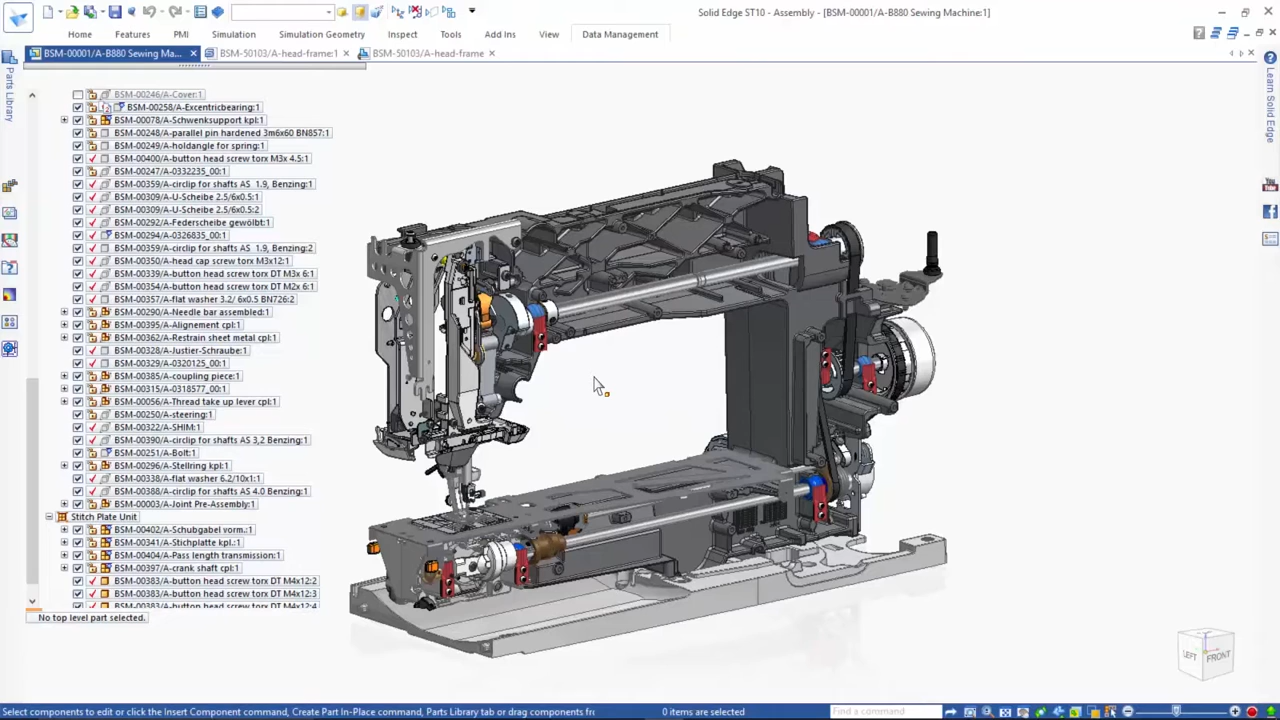 Solid Edge ST10 - Assembly - [BSM-00001/A-B880 Sewing Machine:1]
Home Features PMI Simulation Simulation Geometry Inspect Tools Add Ins View Data Management
BSM-00001/A-B880 Sewing Ma... BSM-50103/A-head-frame:1 BSM-50103/A-head-frame
Parts Library
Learn Solid Edge
You Tube
BSM-00246/A-Cover:1
BSM-00258/A-Excentricbearing:1
BSM-00078/A-Schwenksupport kpl:1
BSM-00248/A-parallel pin hardened 3m6x60 BN857:1
BSM-00249/A-holdangle for spring:1
BSM-00400/A-button head screw torx M3x 4.5:1
BSM-00247/A-0332235_00:1
BSM-00359/A-circlip for shafts AS  1.9, Benzing:1
BSM-00309/A-U-Scheibe 2.5/6x0.5:1
BSM-00309/A-U-Scheibe 2.5/6x0.5:2
BSM-00292/A-Federscheibe gewölbt:1
BSM-00294/A-0326835_00:1
BSM-00359/A-circlip for shafts AS  1.9, Benzing:2
BSM-00350/A-head cap screw torx M3x12:1
BSM-00339/A-button head screw torx DT M3x 6:1
BSM-00354/A-button head screw torx DT M2x 6:1
BSM-00357/A-flat washer 3.2/ 6x0.5 BN726:2
BSM-00290/A-Needle bar assembled:1
BSM-00395/A-Alignement cpl:1
BSM-00362/A-Restrain sheet metal cpl:1
BSM-00328/A-Justier-Schraube:1
BSM-00329/A-0320125_00:1
BSM-00385/A-coupling piece:1
BSM-00315/A-0318577_00:1
BSM-00056/A-Thread take up lever cpl:1
BSM-00250/A-steering:1
BSM-00322/A-SHIM:1
BSM-00390/A-circlip for shafts AS 3,2 Benzing:1
BSM-00251/A-Bolt:1
BSM-00296/A-Stellring kpl:1
BSM-00338/A-flat washer 6.2/10x1:1
BSM-00388/A-circlip for shafts AS 4.0 Benzing:1
BSM-00003/A-Joint Pre-Assembly:1
Stitch Plate Unit
BSM-00402/A-Schubgabel vorm.:1
BSM-00341/A-Stichplatte kpl.:1
BSM-00404/A-Pass length transmission:1
BSM-00397/A-crank shaft cpl:1
BSM-00383/A-button head screw torx DT M4x12:2
BSM-00383/A-button head screw torx DT M4x12:3
BSM-00383/A-button head screw torx DT M4x12:4
No top level part selected.
LEFT FRONT
Select components to edit or click the Insert Component command, Create Part In-Place command, Parts Library tab or drag components fr 0 items are selected Find a command